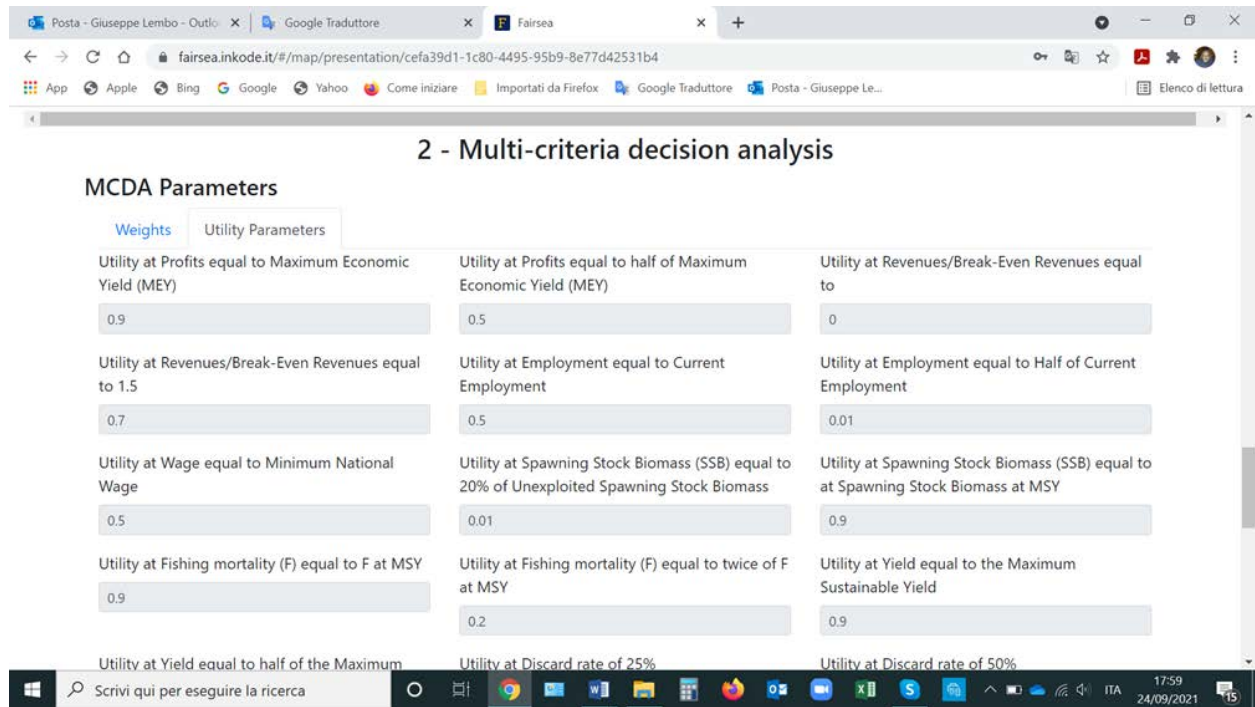 Posta - Giuseppe Lembo - Outlo
Google Traduttore
Fairsea
fairsea.inkode.it/#/map/presentation/cefa39d1-1c80-4495-95b9-8e77d42531b4
App Apple Bing Google Yahoo Come iniziare Importati da Firefox Google Traduttore Posta - Giuseppe Le... Elenco di lettura
2 - Multi-criteria decision analysis
MCDA Parameters
Weights Utility Parameters
Utility at Profits equal to Maximum Economic
Yield (MEY)
0.9
Utility at Profits equal to half of Maximum
Economic Yield (MEY)
0.5
Utility at Revenues/Break-Even Revenues equal
to
0
Utility at Revenues/Break-Even Revenues equal
to 1.5
0.7
Utility at Employment equal to Current
Employment
0.5
Utility at Employment equal to Half of Current
Employment
0.01
Utility at Wage equal to Minimum National
Wage
0.5
Utility at Spawning Stock Biomass (SSB) equal to
20% of Unexploited Spawning Stock Biomass
0.01
Utility at Spawning Stock Biomass (SSB) equal to
at Spawning Stock Biomass at MSY
0.9
Utility at Fishing mortality (F) equal to F at MSY
0.9
Utility at Fishing mortality (F) equal to twice of F
at MSY
0.2
Utility at Yield equal to the Maximum
Sustainable Yield
0.9
Utility at Yield equal to half of the Maximum
Utility at Discard rate of 25%
Utility at Discard rate of 50%
Scrivi qui per eseguire la ricerca
ITA
17:59
24/09/2021
15